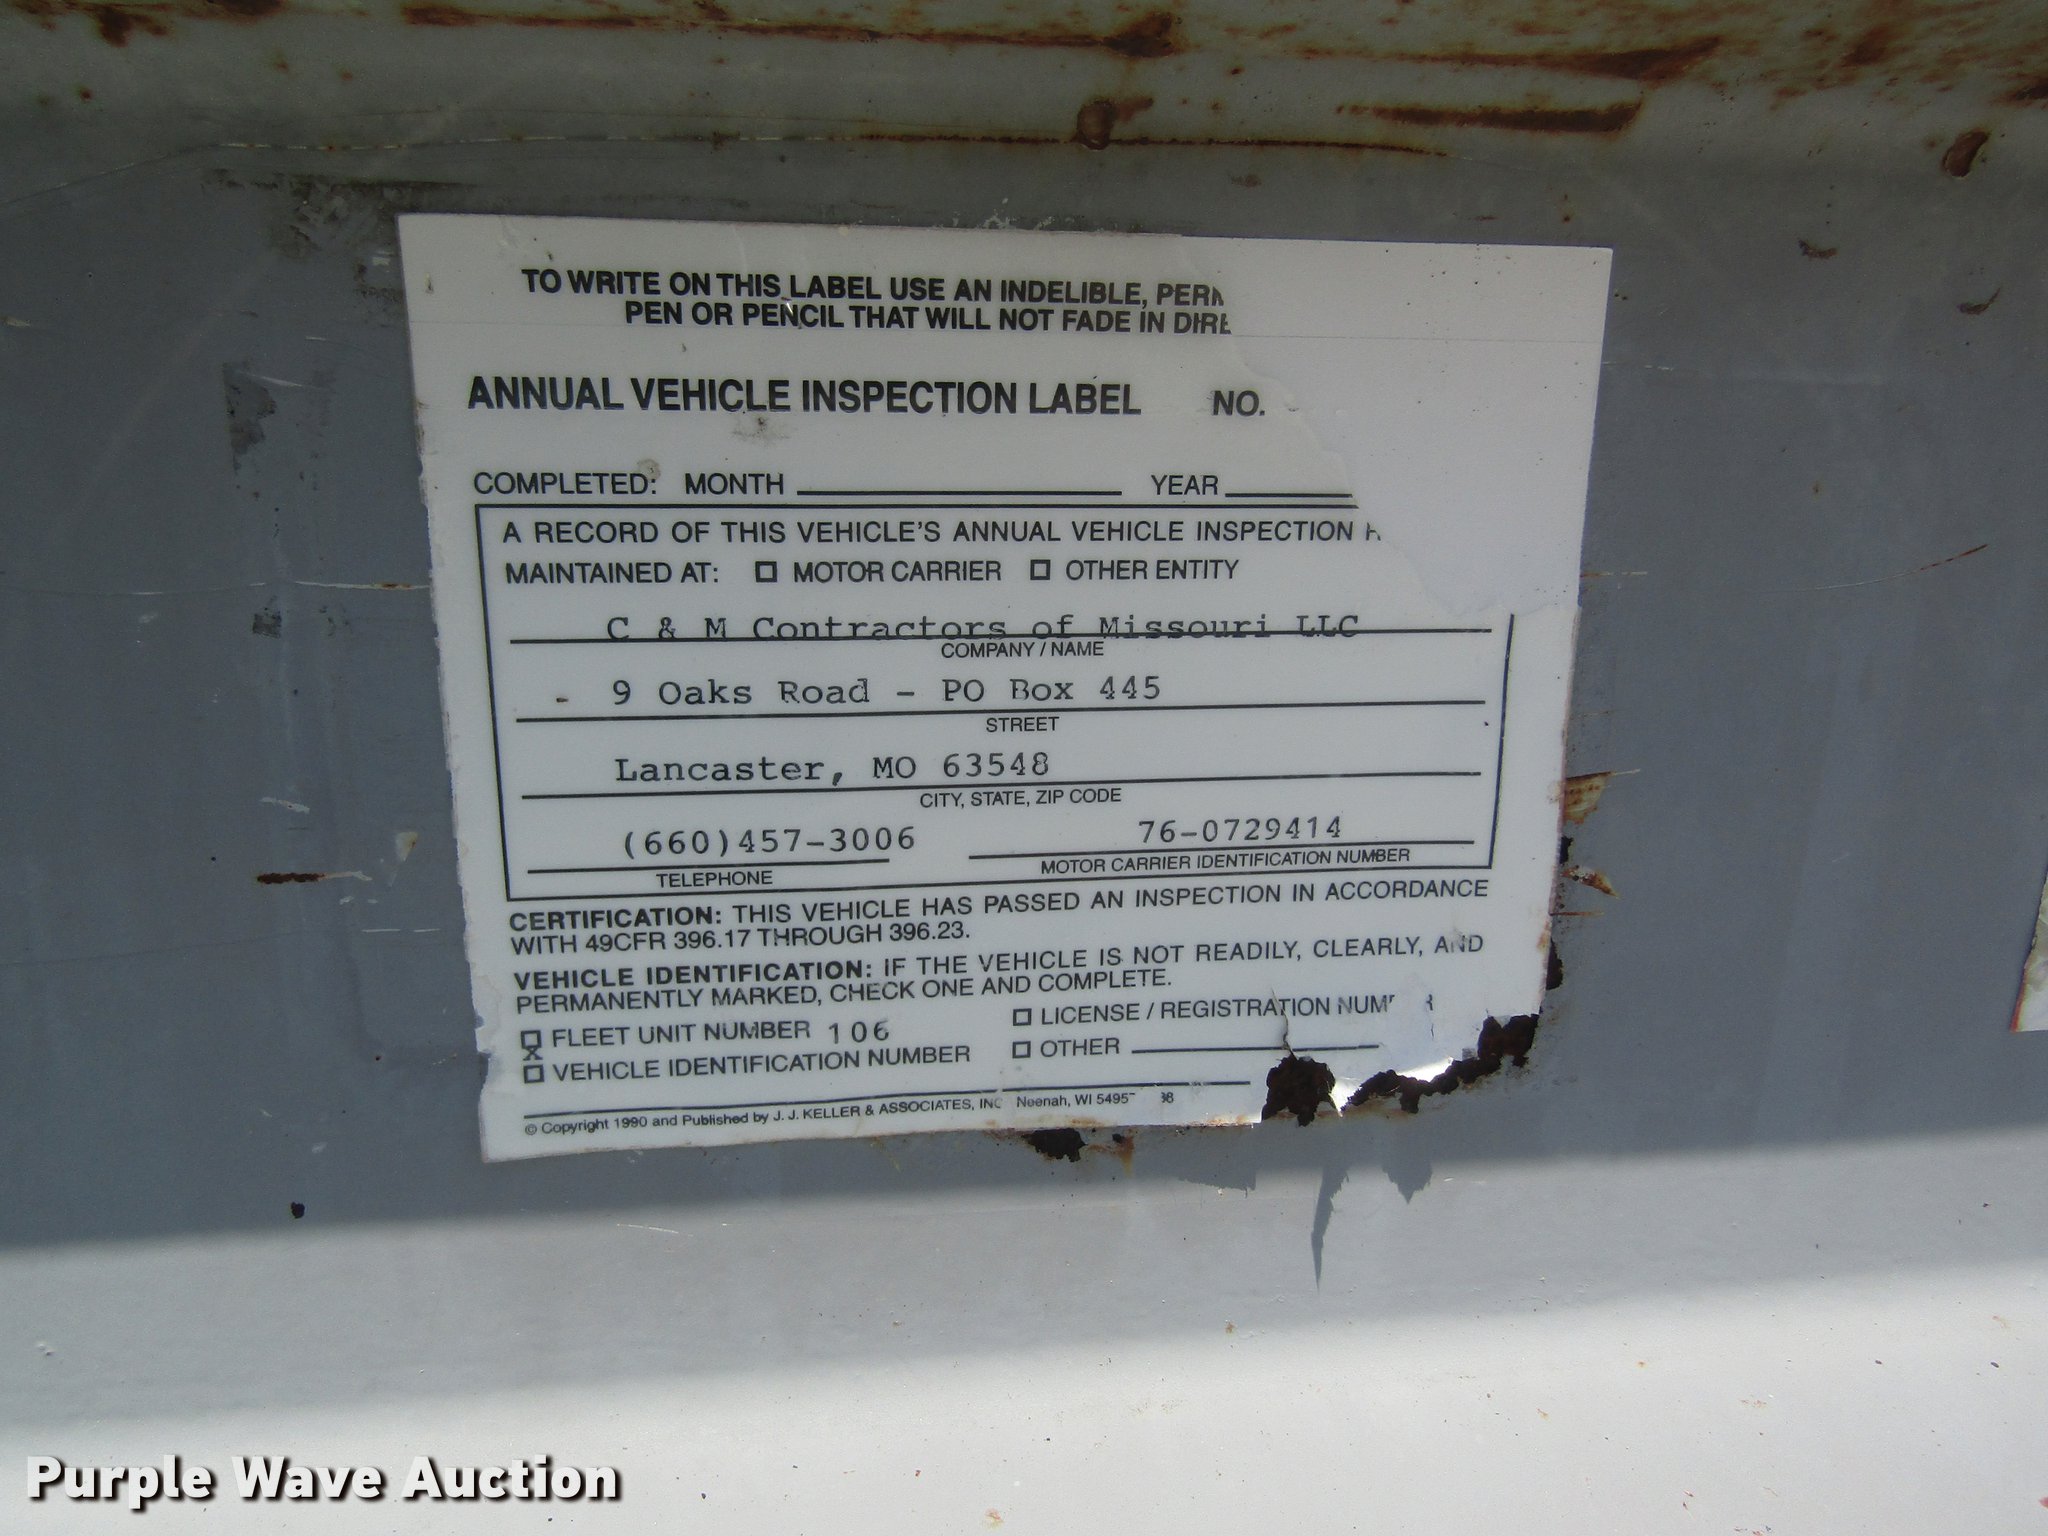 TO WRITE ON THIS LABEL USE AN INDELIBLE,
PEN OR PENCIL THAT WILL NOT FADE IN
ANNUAL VEHICLE INSPECTION LABEL NO.
COMPLETED: MONTH YEAR
A RECORD OF THIS VEHICLE'S ANNUAL VEHICLE INSPECTION
MAINTAINED AT: MOTOR CARRIER OTHER ENTITY
C & M Contractors of Missouri LLC
COMPANY / NAME
9 Oaks Road - PO Box 445
STREET
Lancaster, MO 63548
CITY, STATE, ZIP CODE
(660)457-3006 76-0729414
TELEPHONE MOTOR CARRIER IDENTIFICATION NUMBER
CERTIFICATION: THIS VEHICLE HAS PASSED AN INSPECTION IN ACCORDANCE
WITH 49CFR 396.17 THROUGH 396.23.
VEHICLE IDENTIFICATION: IF THE VEHICLE IS NOT READILY, CLEARLY, AND
PERMANENTLY MARKED, CHECK ONE AND COMPLETE.
FLEET UNIT NUMBER 106 LICENSE / REGISTRATION
X
VEHICLE IDENTIFICATION NUMBER OTHER
© Copyright 1990 and Published by J. J. KELLER & ASSOCIATES, Neenah, WI
Purple Wave Auction